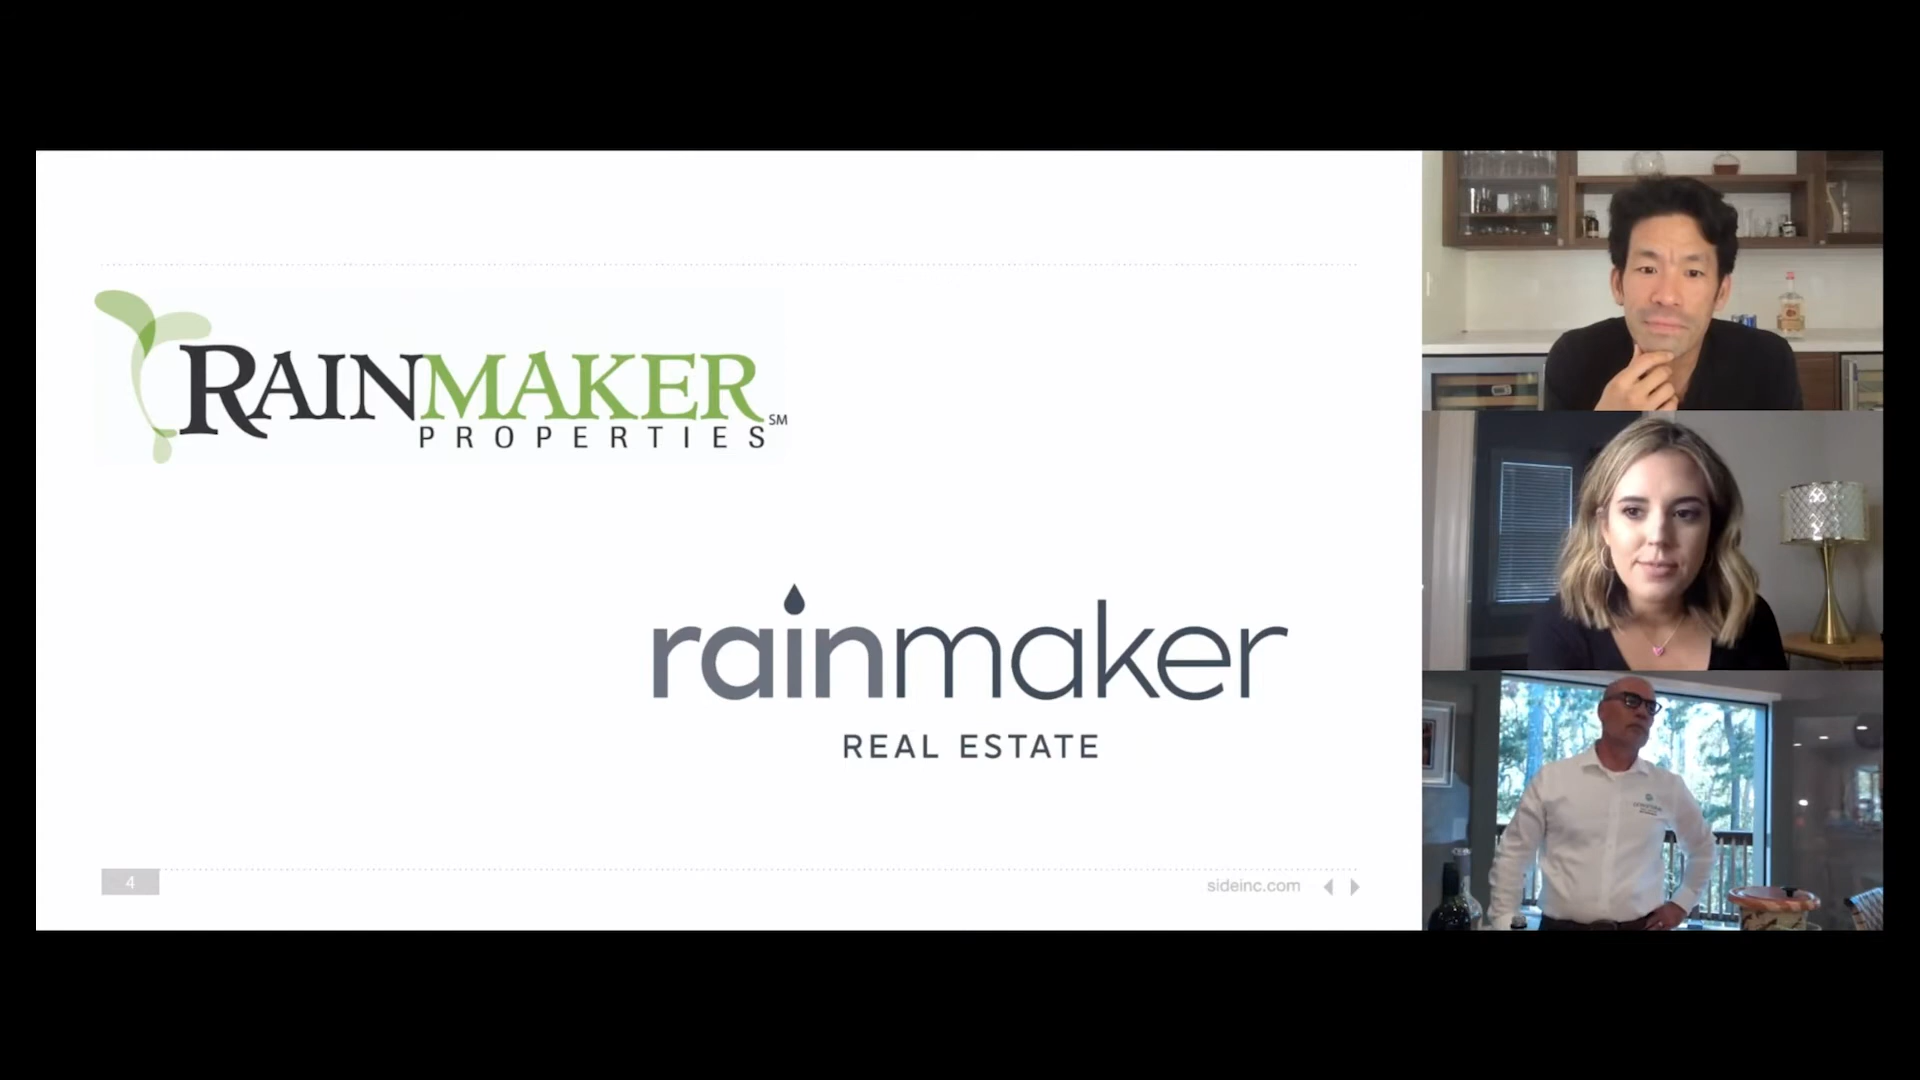 RAINMAKER SM
PROPERTIES
rainmaker
REAL ESTATE
4
sideinc.com